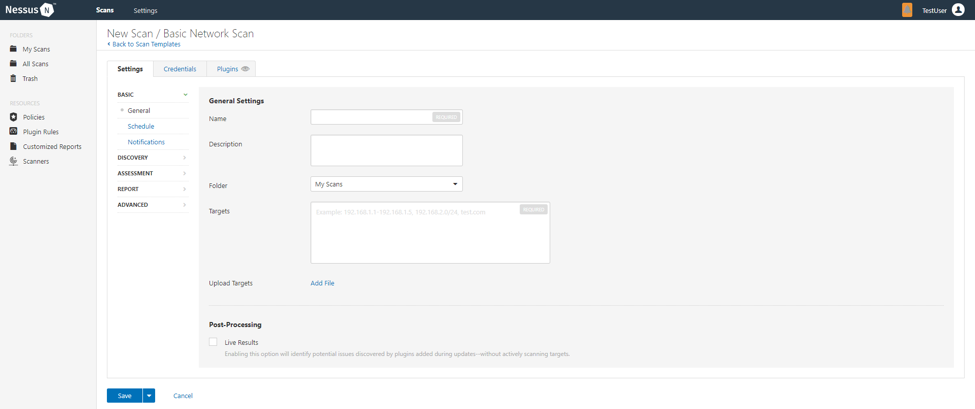 Nessus N
Scans
Settings
TestUser
FOLDERS
My Scans
All Scans
Trash
RESOURCES
Policies
Plugin Rules
Customized Reports
Scanners
New Scan / Basic Network Scan
Back to Scan Templates
Settings
Credentials
Plugins
BASIC
General
Schedule
Notifications
DISCOVERY
ASSESSMENT
REPORT
ADVANCED
General Settings
Name
REQUIRED
Description
Folder
My Scans
Targets
Example: 192.168.1.1-192.168.1.5, 192.168.2.0/24, test.com
REQUIRED
Upload Targets
Add File
Post-Processing
Live Results
Enabling this option will identify potential issues discovered by plugins added during updates--without actively scanning targets.
Save
Cancel